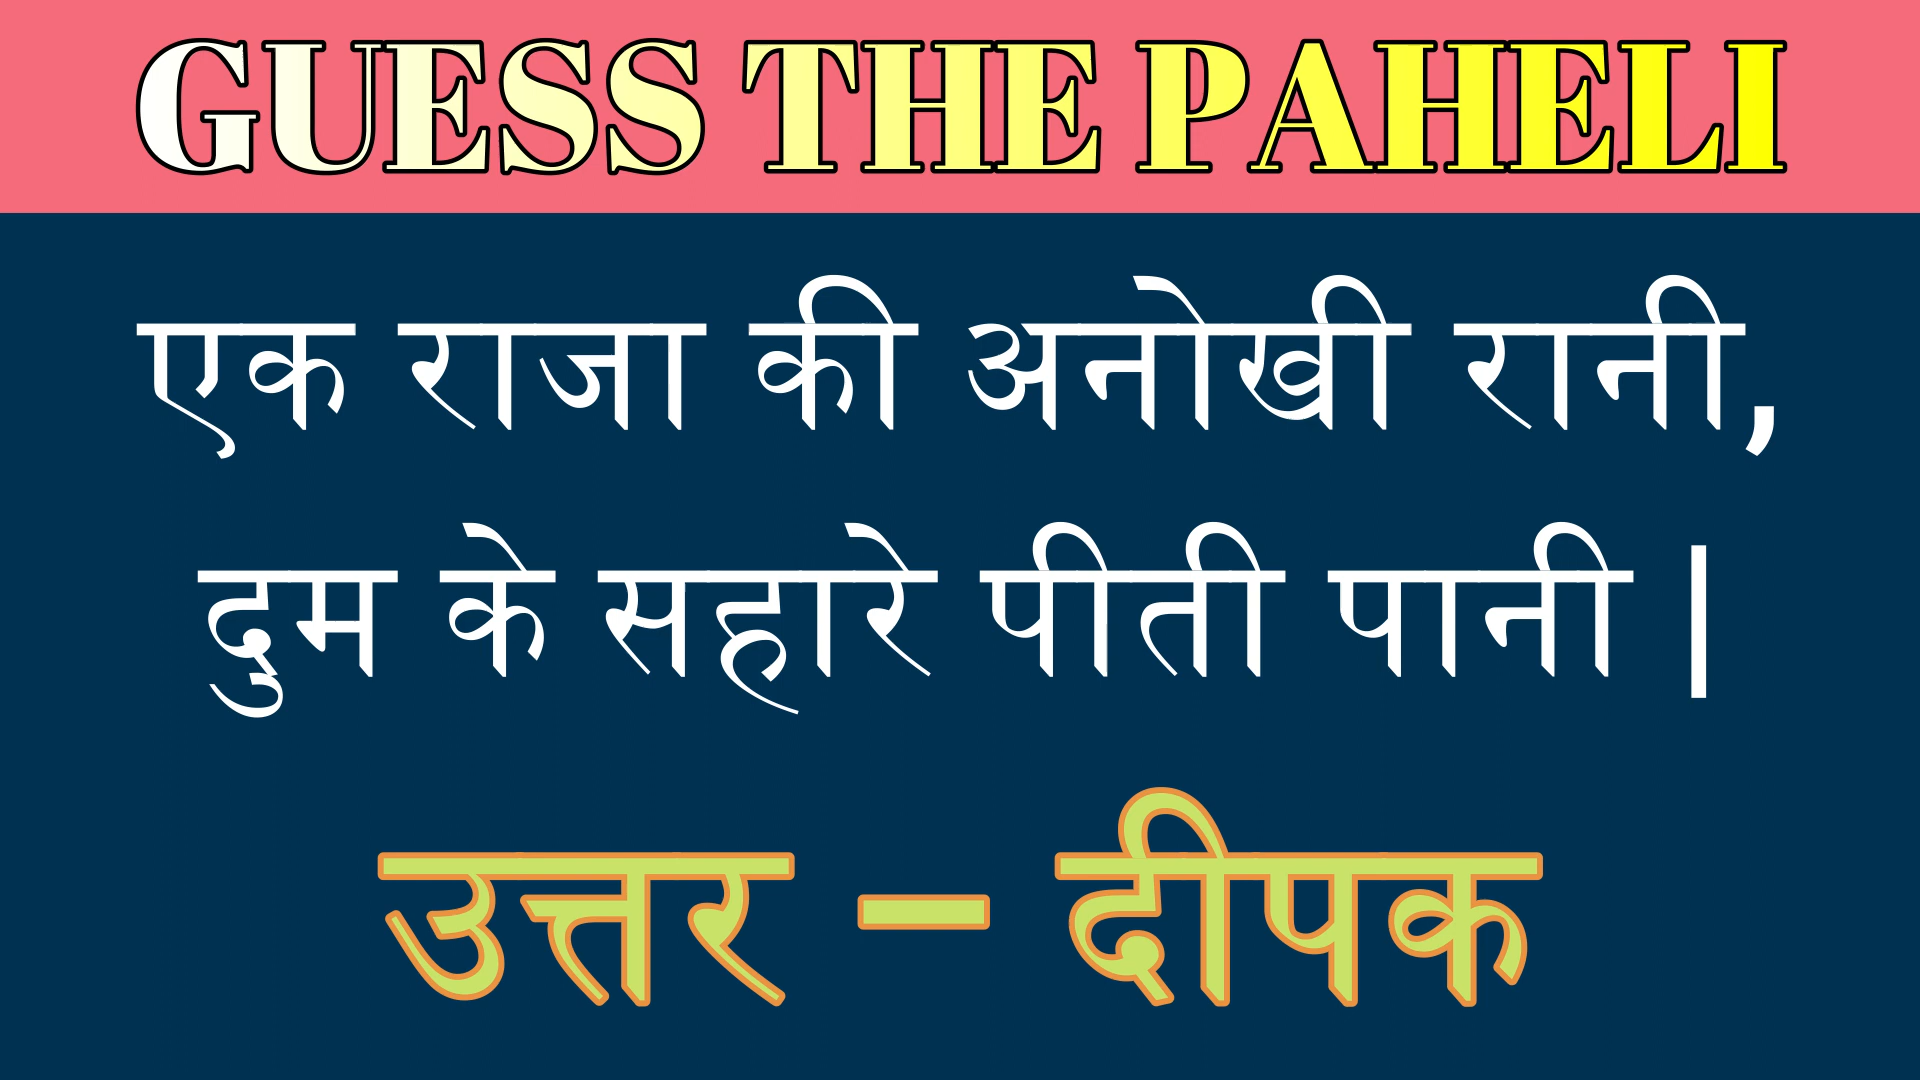 GUESS THE PAHELI
एक राजा की अनोखी रानी,
दुम के सहारे पीती पानी |
उत्तर – दीपक